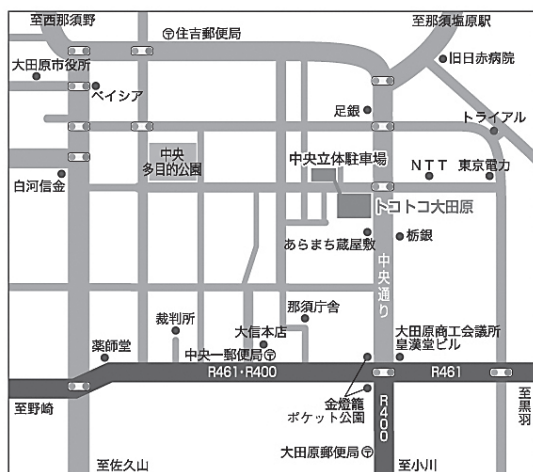 至西那須野
至那須塩原駅
〒住吉郵便局
旧日赤病院
大田原市役所
ベイシア
足銀
トライアル
中央
多目的公園
中央立体駐車場
NTT
東京電力
白河信金
トコトコ大田原
あらまち蔵屋敷
栃銀
中央通り
那須庁舎
裁判所
大信本店
大田原商工会議所
皇漢堂ビル
薬師堂
中央一郵便局〒
R461・R400
R461
至野崎
金燈籠
ポケット公園
R400
至黒羽
大田原郵便局〒
至佐久山
至小川